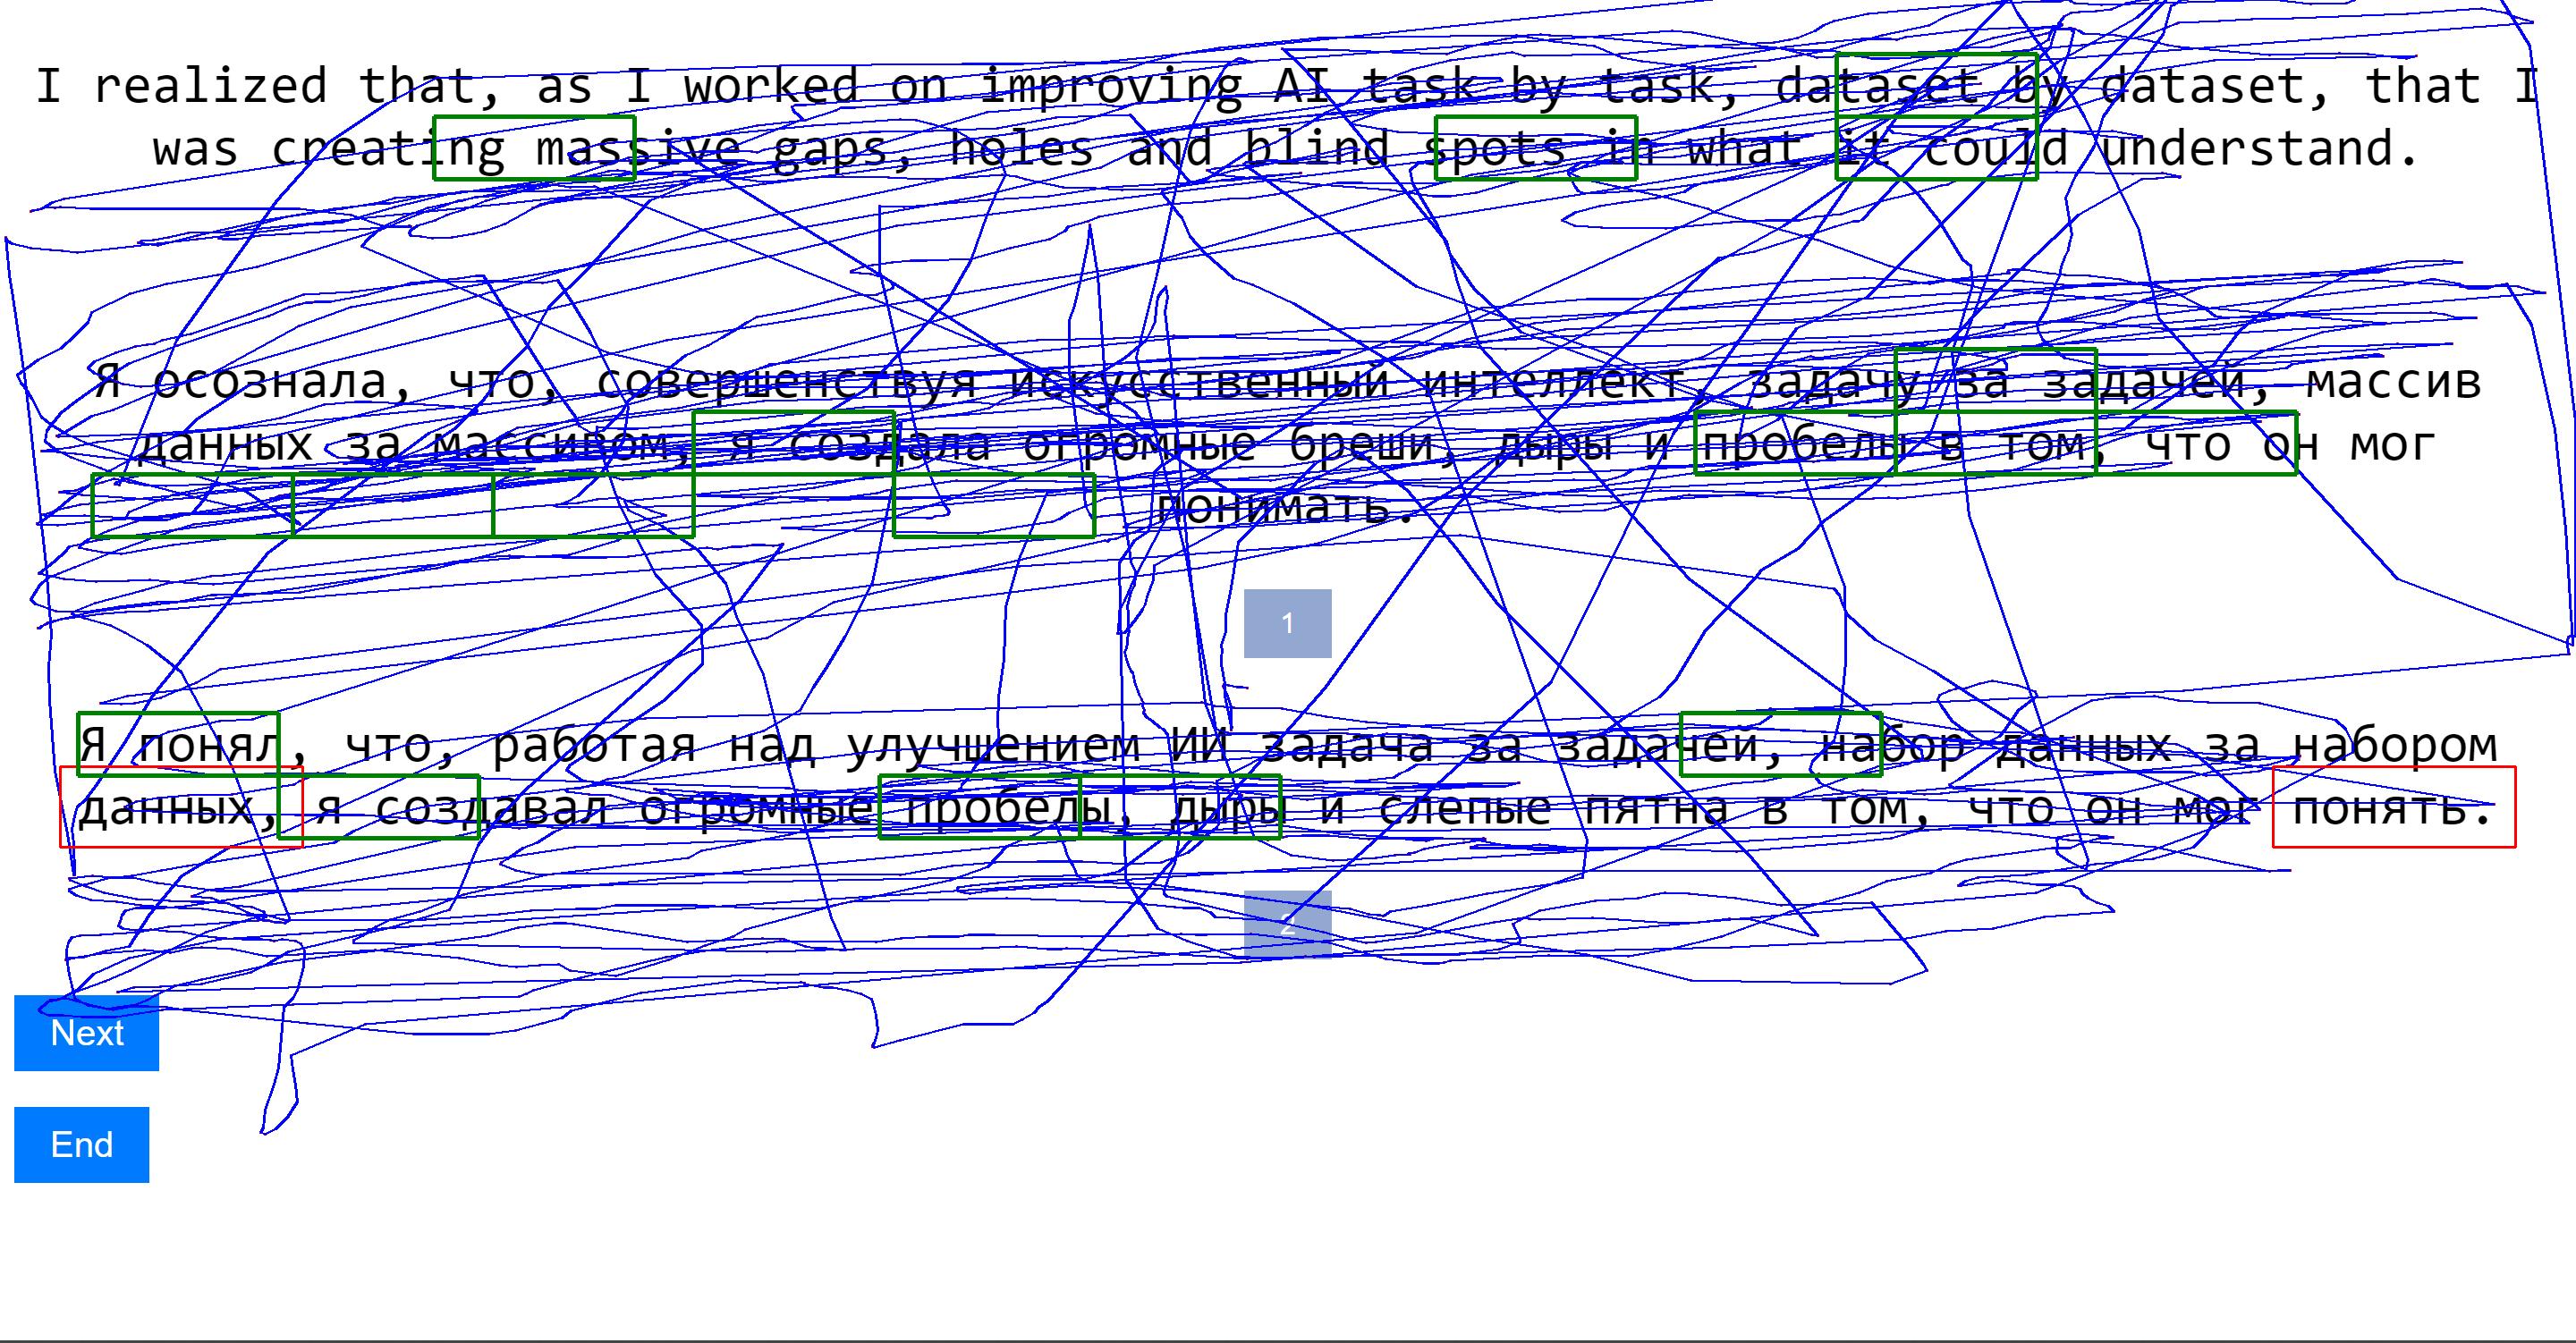 I realized that, as I worked on improving AI task by task, dataset by dataset, that I
was creating massive gaps, holes and blind spots in what it could understand.
Я осознала, что, совершенствуя искусственный интеллект, задачу за задачей, массив
данных за массивом, я создала огромные бреши, дыры и пробелы в том, что он мог
понимать.
1
Я понял, что, работая над улучшением ИИ задача за задачей, набор данных за набором
данных, я создавал огромные пробелы, дыры и слепые пятна в том, что он мог понять.
2
Next
End